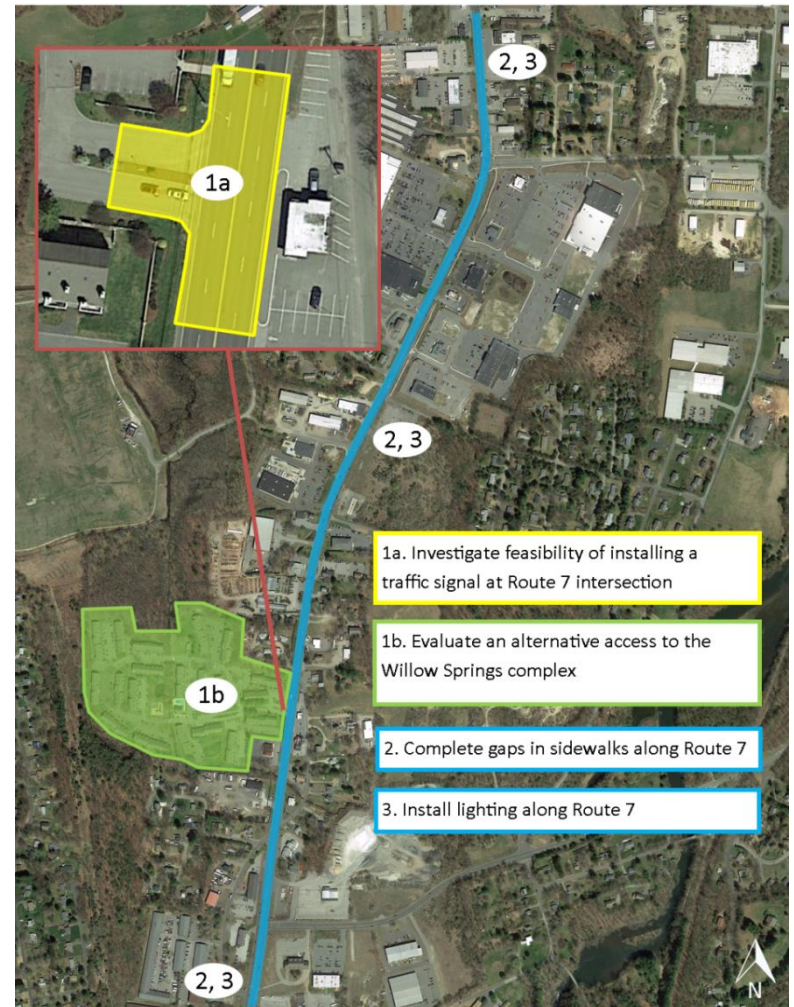 2, 3
1a
2, 3
1a. Investigate feasibility of installing a
traffic signal at Route 7 intersection
1b. Evaluate an alternative access to the
Willow Springs complex
1b
2. Complete gaps in sidewalks along Route 7
3. Install lighting along Route 7
2, 3
N